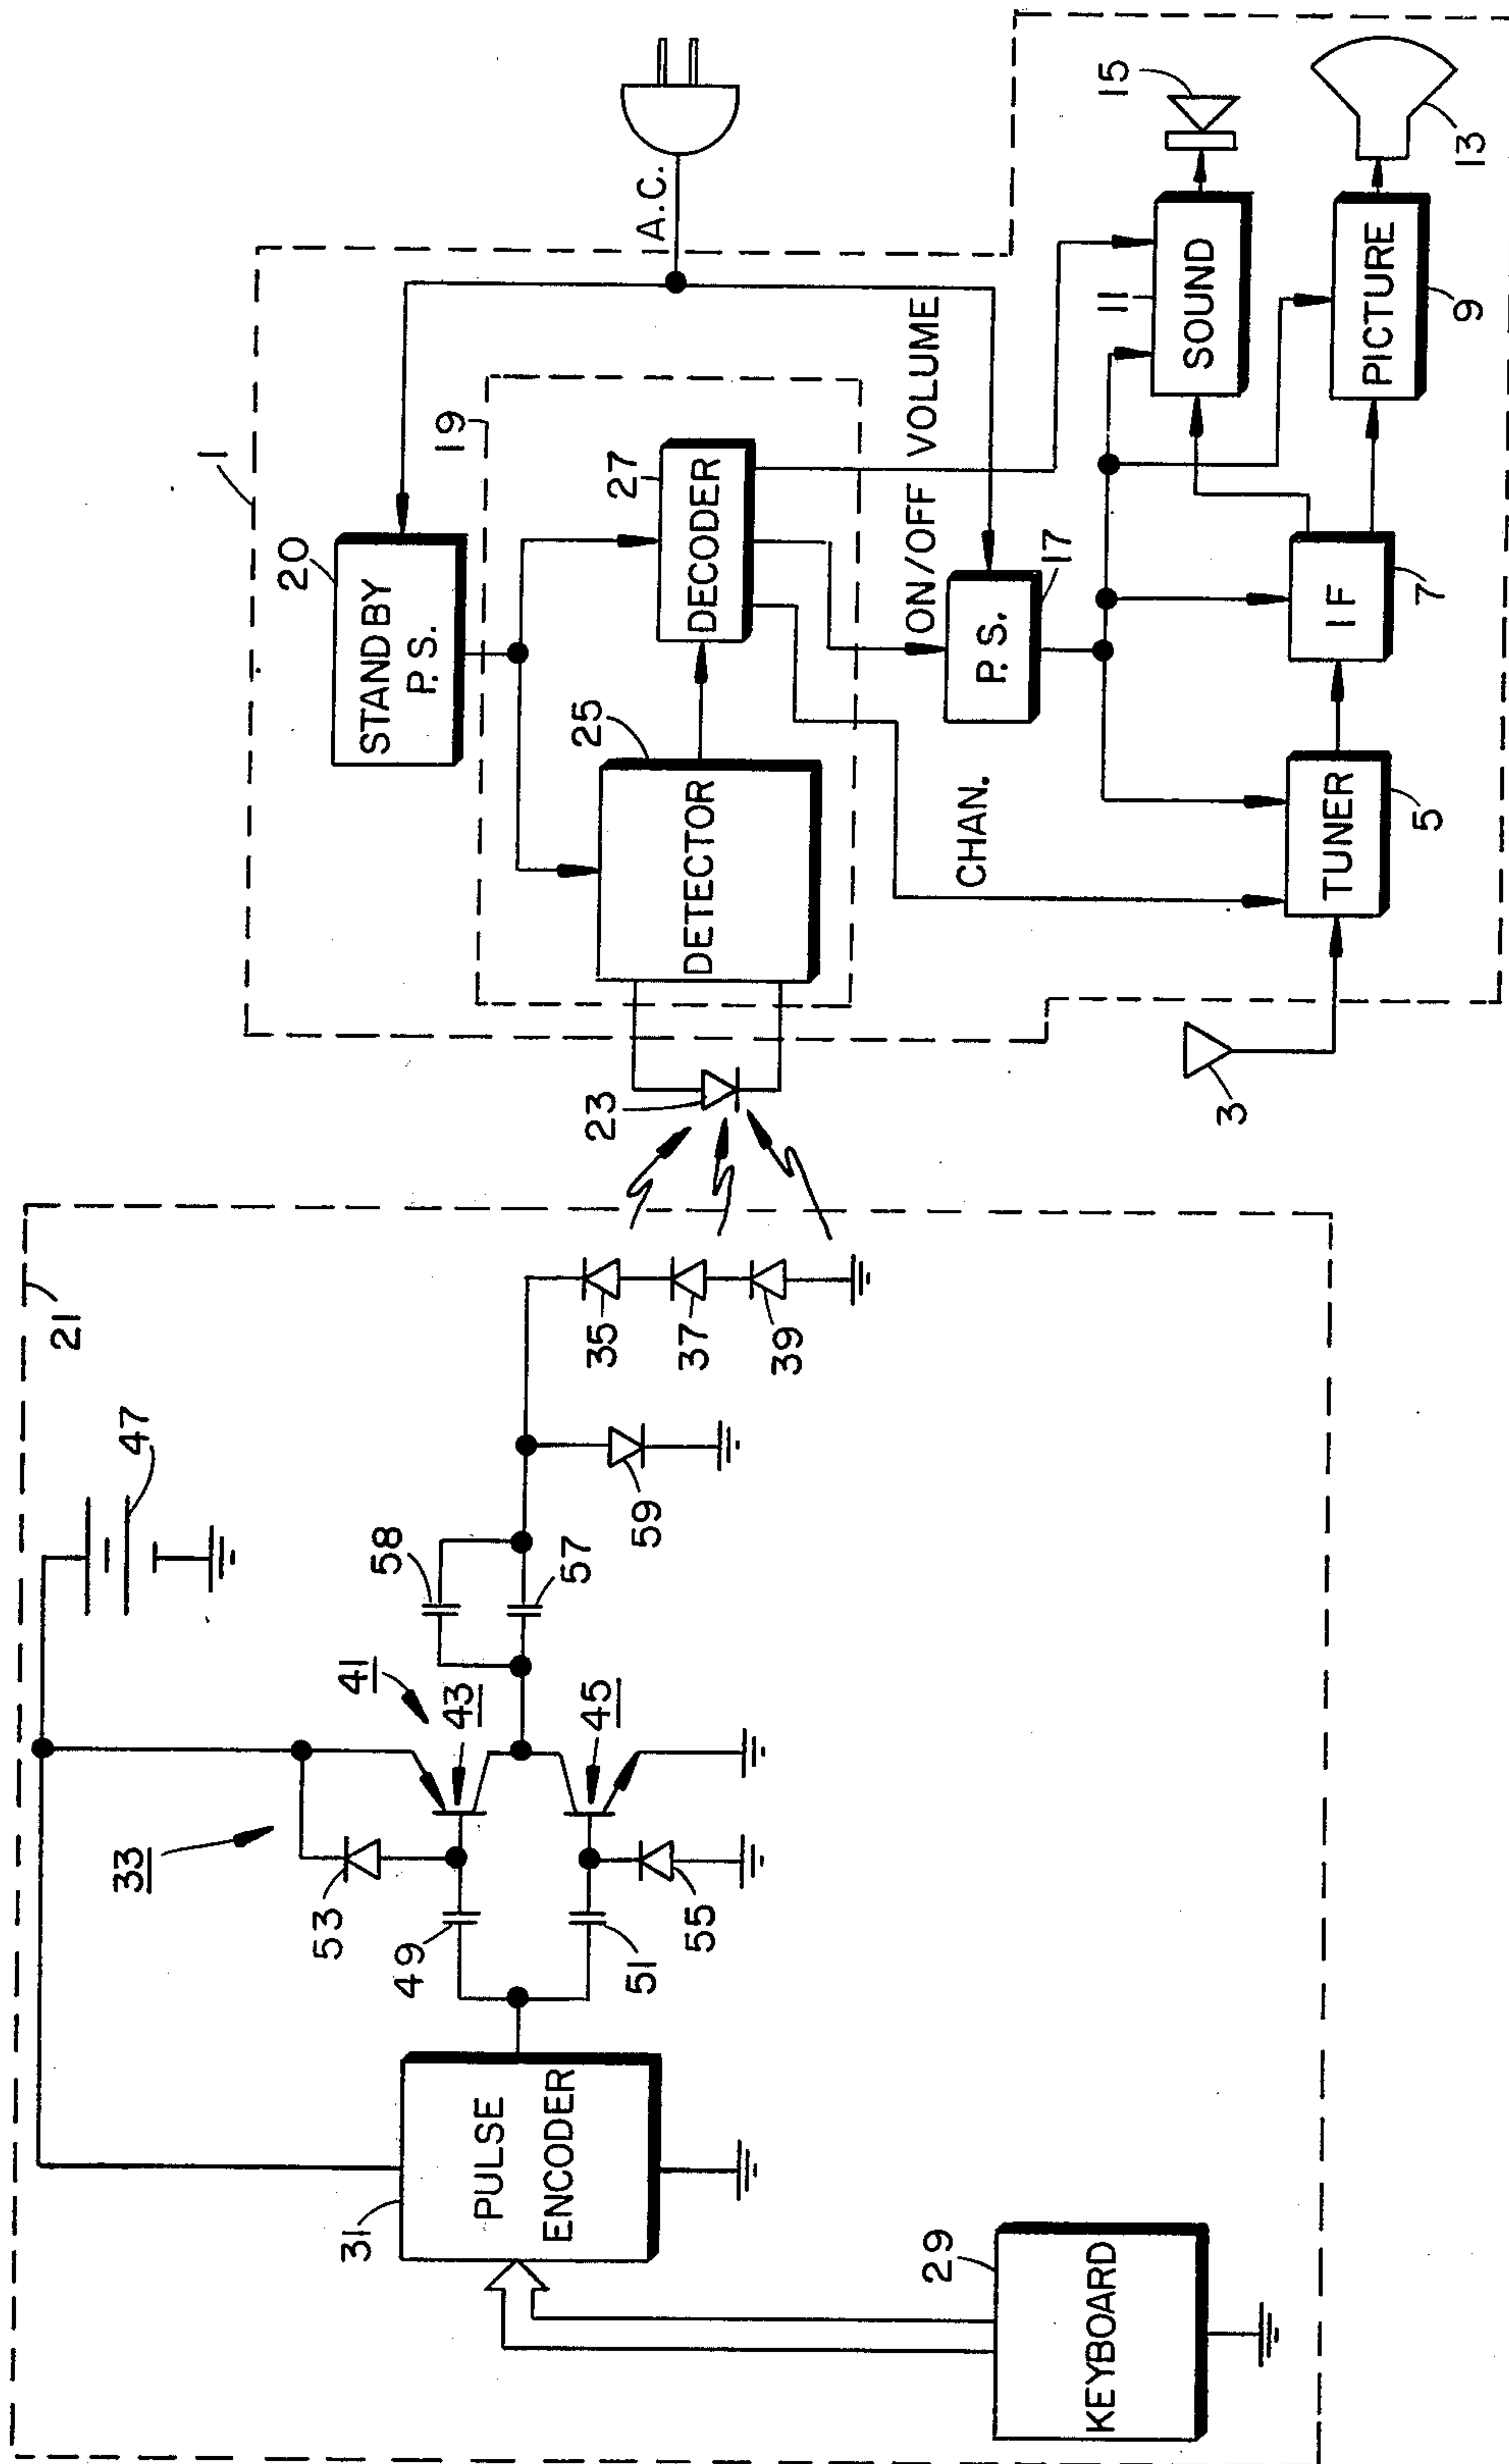 21
47
33
41
43
45
53
49
51
55
58
57
59
35
37
39
31
PULSE
ENCODER
29
KEYBOARD
1
20
STANDBY
P.S.
19
23
25
DETECTOR
27
DECODER
A.C.
CHAN.
ON/OFF
VOLUME
P.S.
17
3
TUNER
5
IF
7
11
SOUND
15
PICTURE
9
13